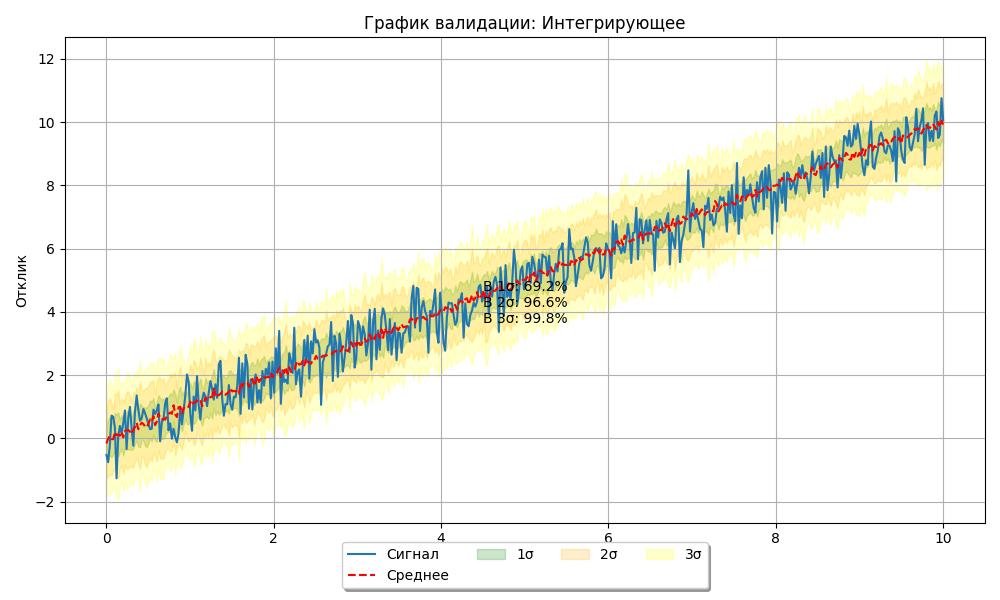 График валидации: Интегрирующее
Отклик
12
10
8
6
4
2
0
−2
В 1σ: 69.2%
В 2σ: 96.6%
В 3σ: 99.8%
0 2 4 6 8 10
Сигнал 1σ 2σ 3σ
Среднее